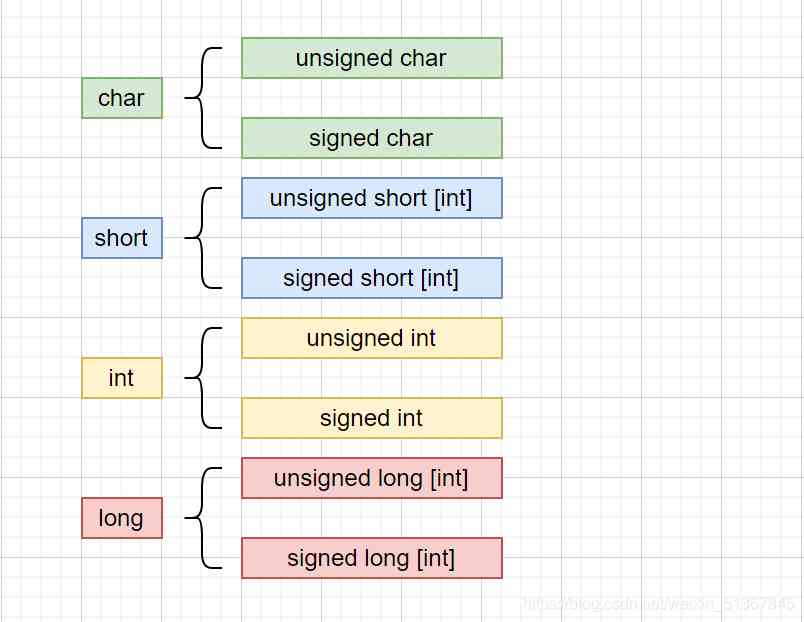 unsigned char
char
signed char
unsigned short [int]
short
signed short [int]
unsigned int
int
signed int
unsigned long [int]
long
signed long [int]
https://blog.csdn.net/weixin_51367845